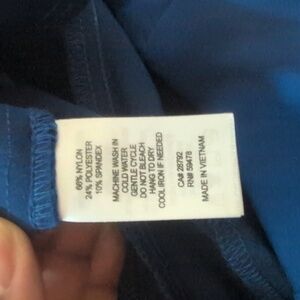 66% NYLON
24% POLYESTER
10% SPANDEX
MACHINE WASH IN
COLD WATER
GENTLE CYCLE
DO NOT BLEACH
HANG TO DRY
COOL IRON IF NEEDED
CA# 28792
RN# 59478
MADE IN VIETNAM